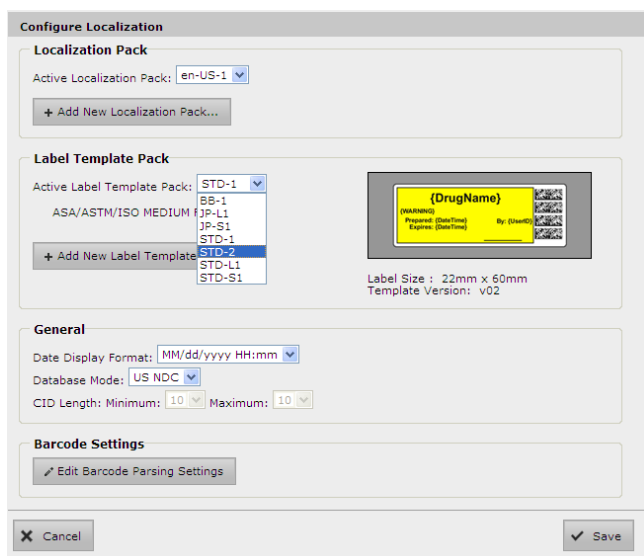 Configure Localization
Localization Pack
Active Localization Pack: en-US-1
+ Add New Localization Pack...
Label Template Pack
Active Label Template Pack: STD-1
BB-1
ASA/ASTM/ISO MEDIUM
JP-L1
JP-S1
STD-1
STD-2
STD-L1
STD-S1
+ Add New Label Template
{DrugName}
{WARNING}
Prepared: {DateTime} By: {UserID}
Expires: {DateTime}
Label Size : 22mm x 60mm
Template Version: v02
General
Date Display Format: MM/dd/yyyy HH:mm
Database Mode: US NDC
CID Length: Minimum: 10 Maximum: 10
Barcode Settings
Edit Barcode Parsing Settings
Cancel
Save